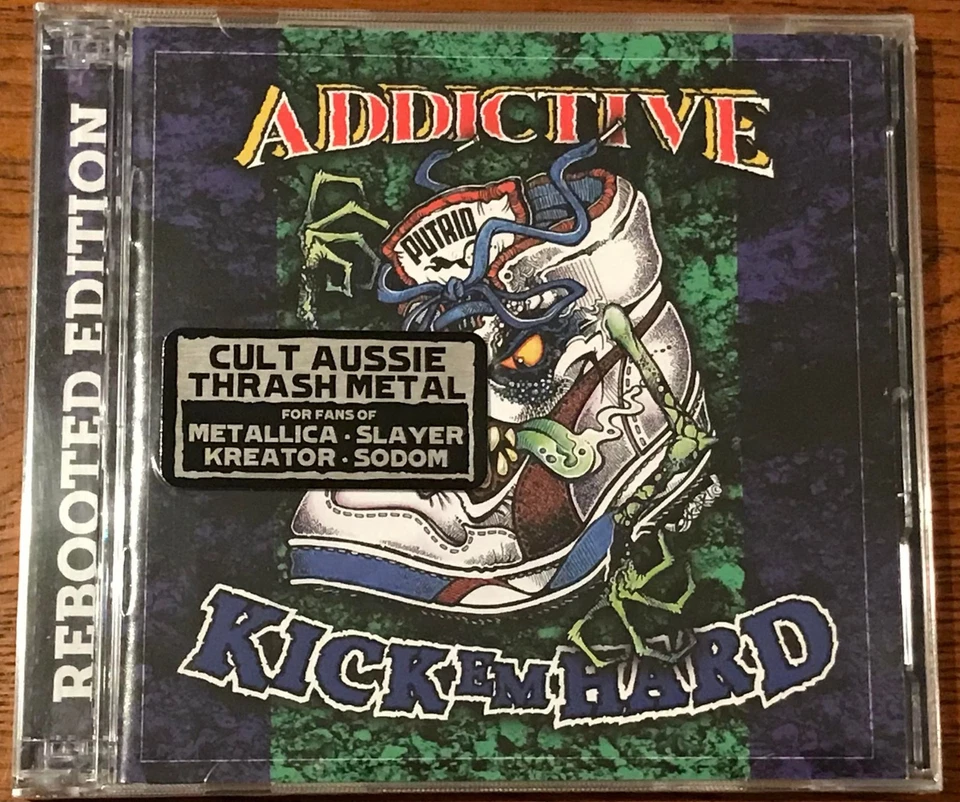 REBOOTED EDITION
ADDICTIVE
PUTRID
CULT AUSSIE
THRASH METAL
FOR FANS OF
METALLICA · SLAYER
KREATOR · SODOM
KICK EM HARD